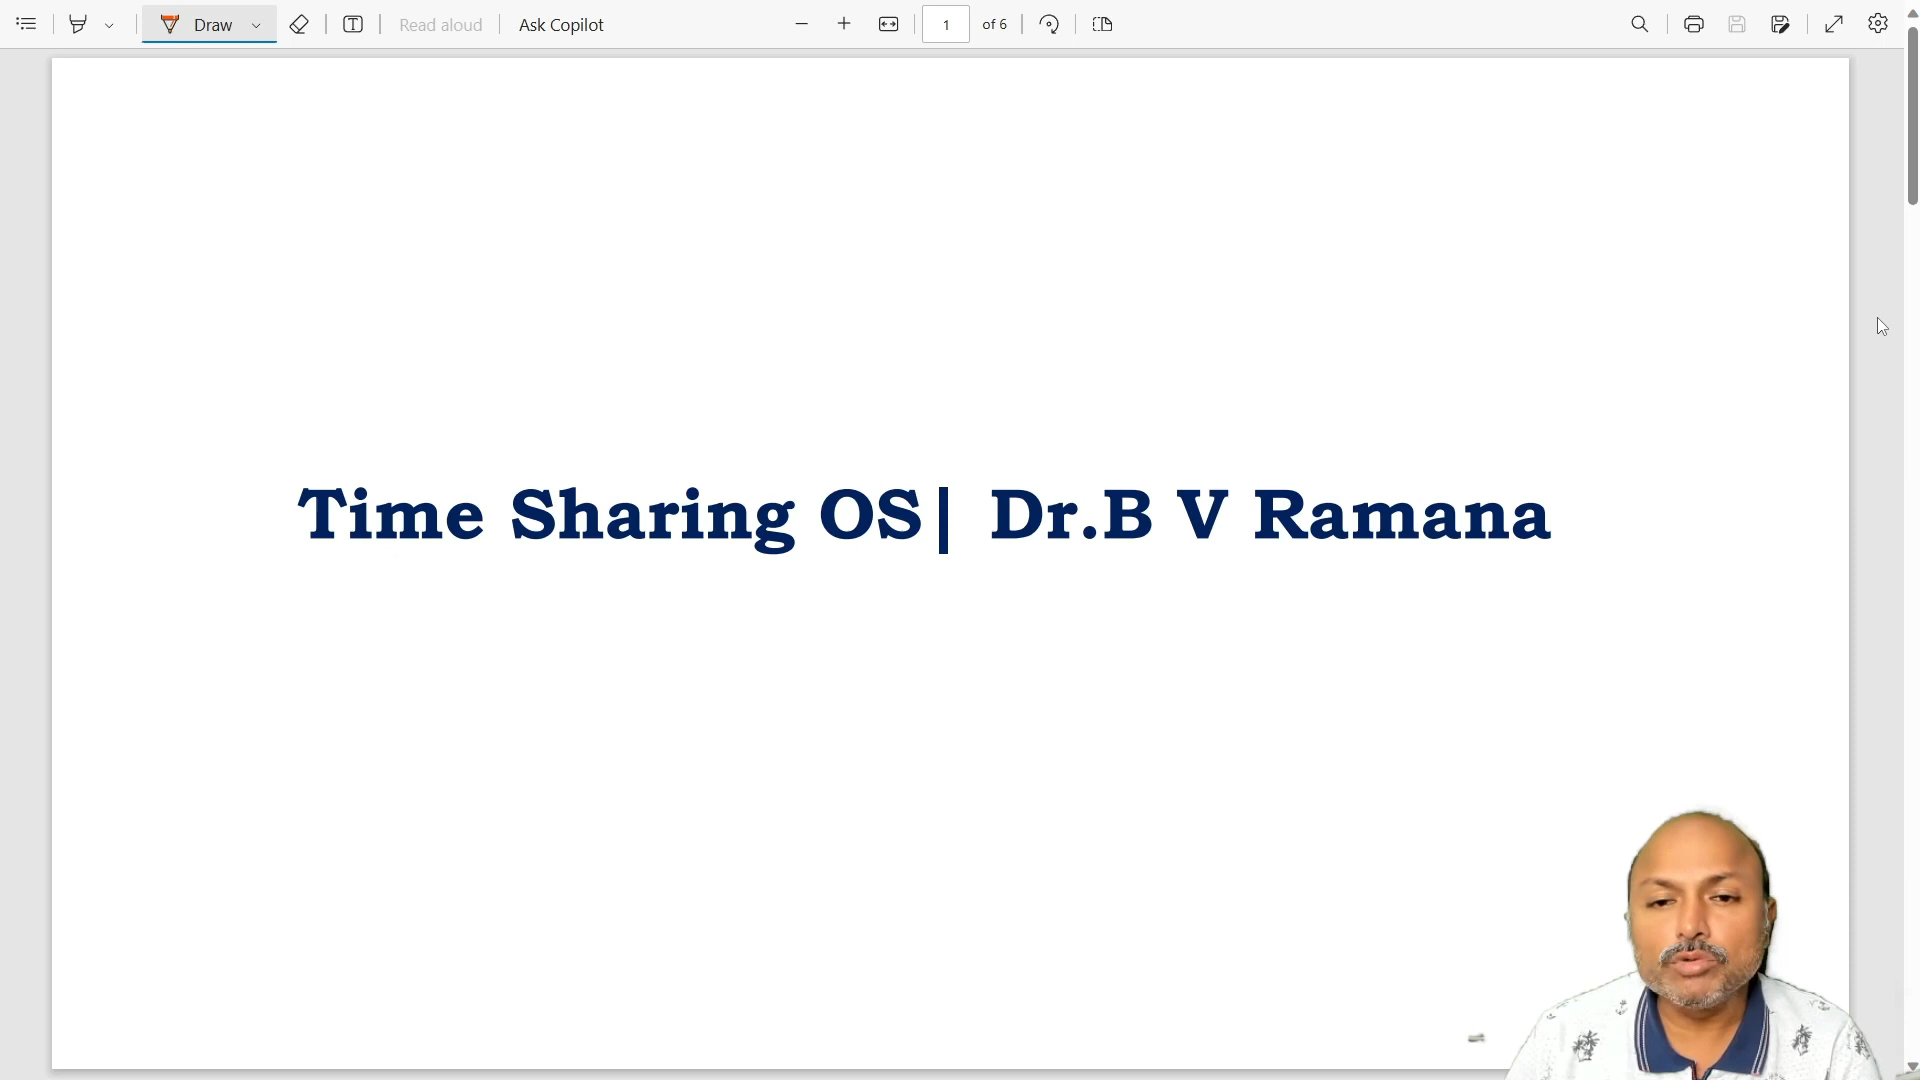 Draw
Read aloud
Ask Copilot
1 of 6
Time Sharing OS| Dr.B V Ramana